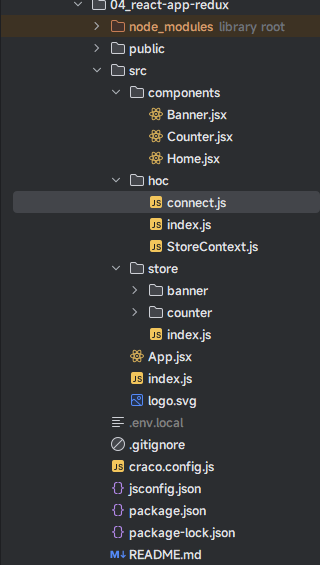 04_react-app-redux
node_modules library root
public
src
components
Banner.jsx
Counter.jsx
Home.jsx
hoc
JS connect.js
JS index.js
JS StoreContext.js
store
banner
counter
JS index.js
App.jsx
JS index.js
logo.svg
.env.local
.gitignore
JS craco.config.js
{} jsconfig.json
{} package.json
{} package-lock.json
M↓ README.md